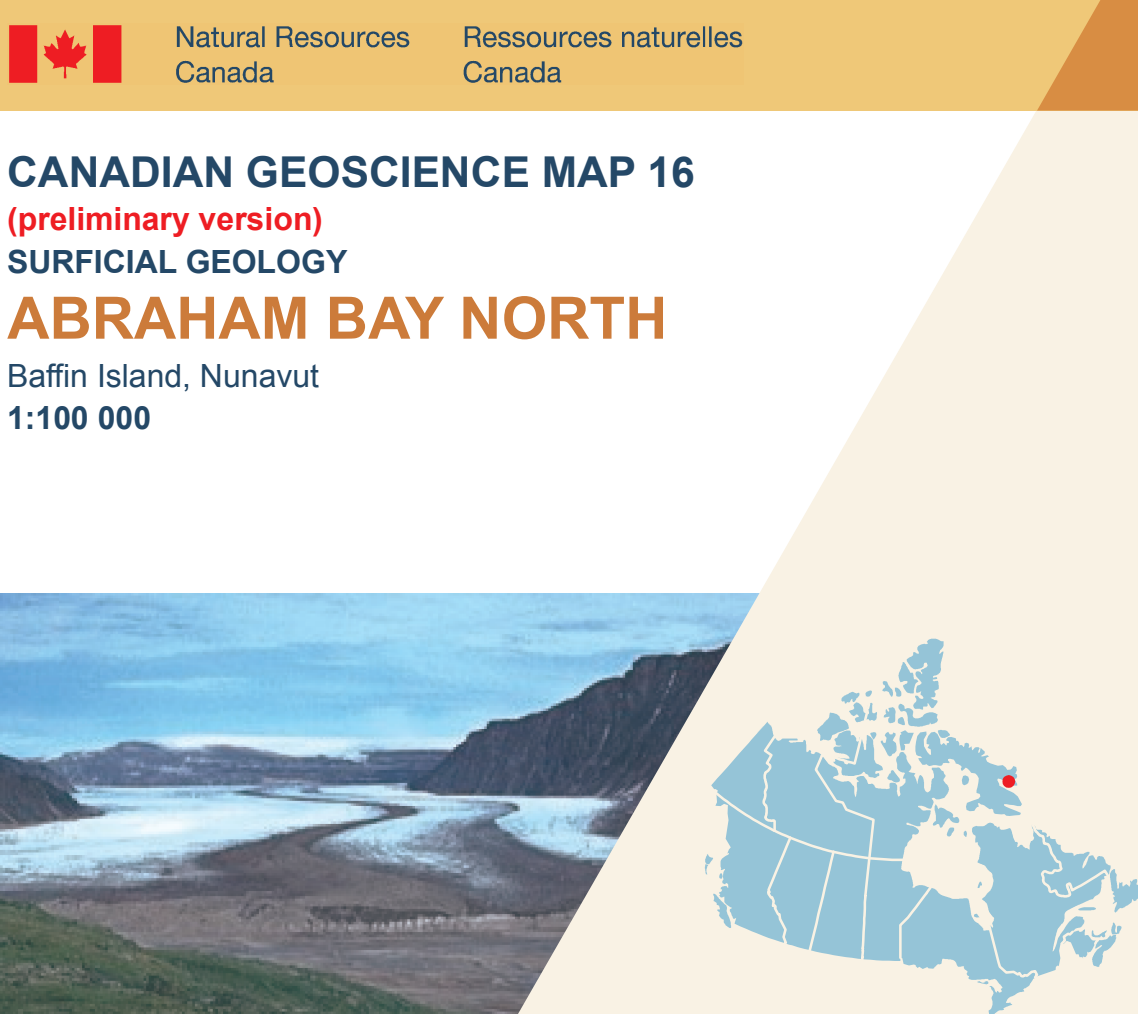 Natural Resources
Canada
Ressources naturelles
Canada
CANADIAN GEOSCIENCE MAP 16
(preliminary version)
SURFICIAL GEOLOGY
ABRAHAM BAY NORTH
Baffin Island, Nunavut
1:100 000